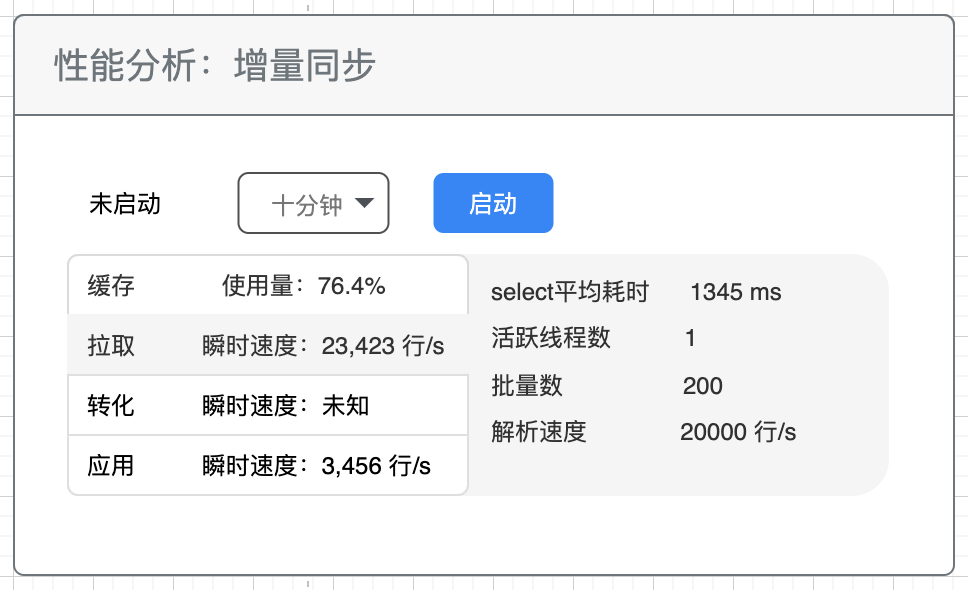 性能分析：增量同步
未启动 十分钟 启动
缓存 使用量：76.4%
拉取 瞬时速度：23,423 行/s
转化 瞬时速度：未知
应用 瞬时速度：3,456 行/s
select平均耗时 1345 ms
活跃线程数 1
批量数 200
解析速度 20000 行/s